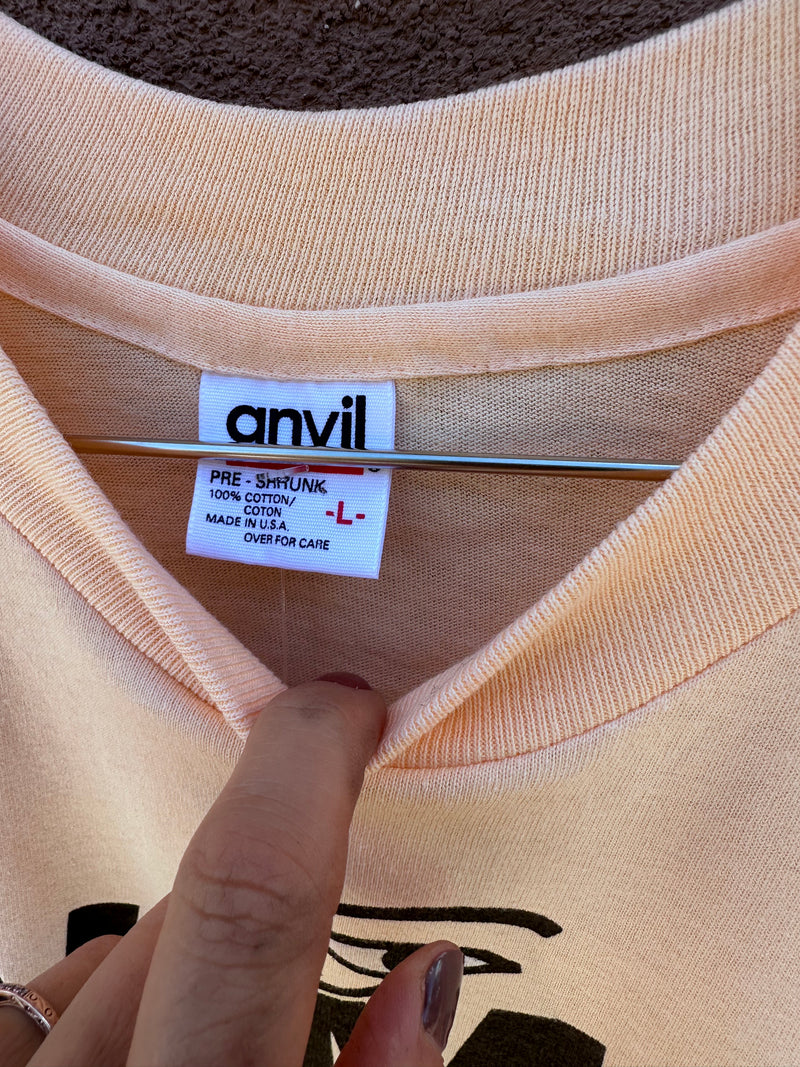 anvil
®
PRE - SHRUNK
100% COTTON/
COTON
-L-
MADE IN U.S.A.
OVER FOR CARE